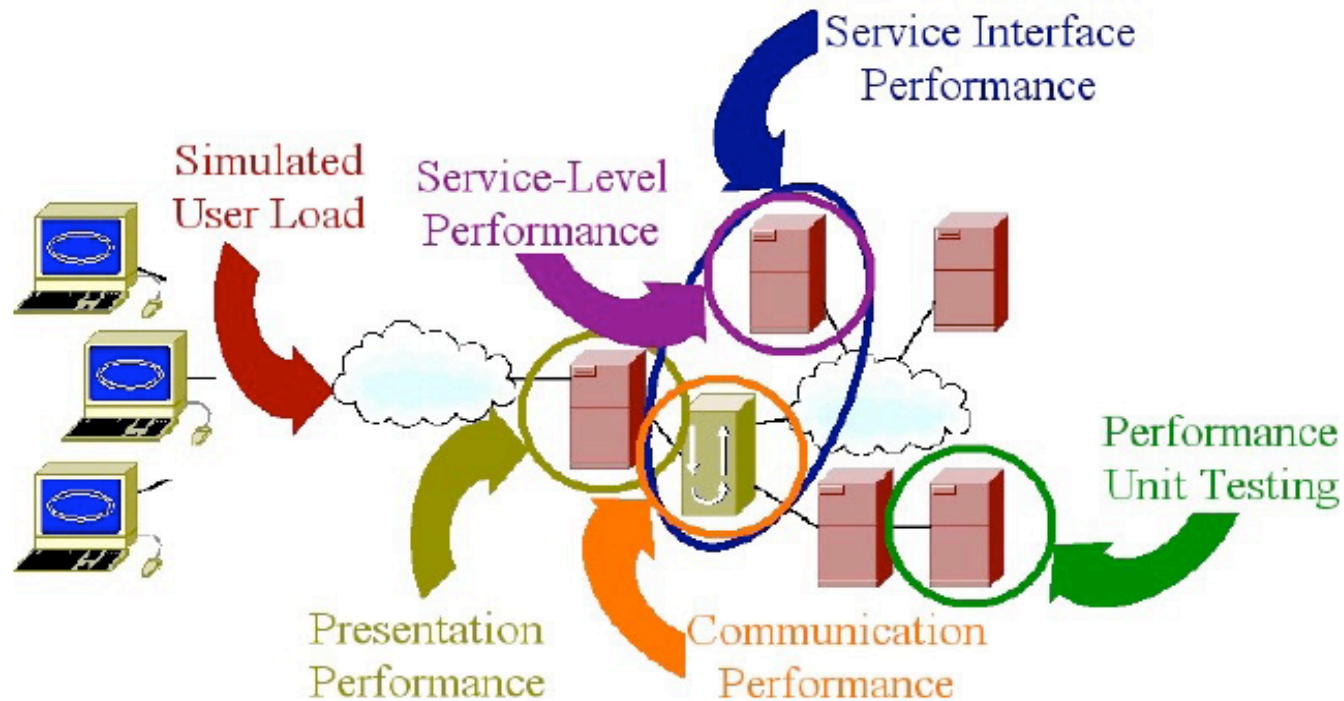 Service Interface
Performance
Simulated
User Load
Service-Level
Performance
Performance
Unit Testing
Presentation
Performance
Communication
Performance